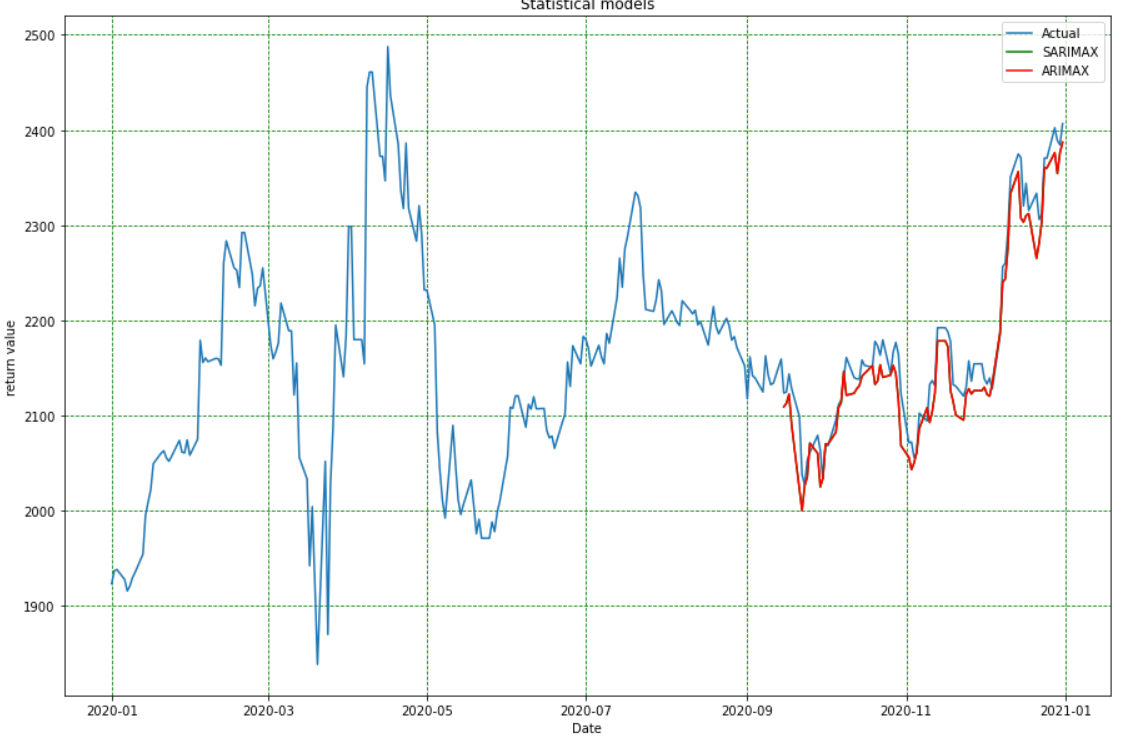 Statistical models
2500
2400
2300
2200
2100
2000
1900
return value
2020-01
2020-03
2020-05
2020-07
2020-09
2020-11
2021-01
Date
Actual
SARIMAX
ARIMAX